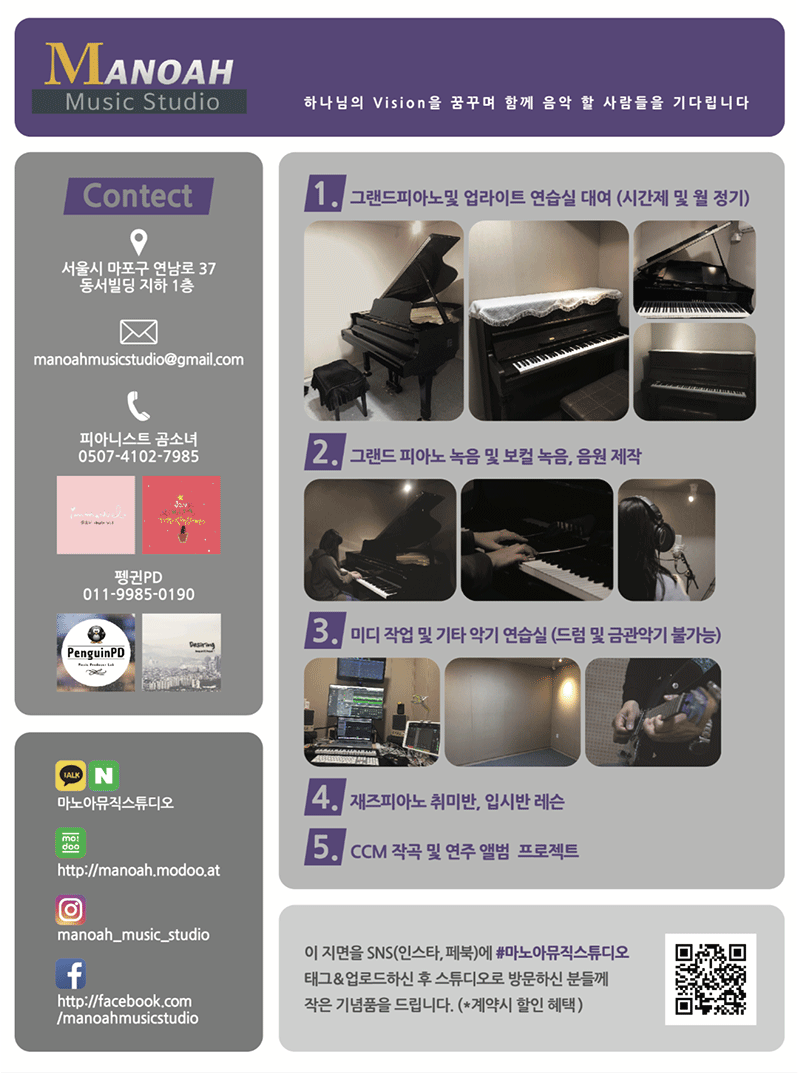 MANOAH
Music Studio
하나님의 Vision을 꿈꾸며 함께 음악 할 사람들을 기다립니다
Contect
서울시 마포구 연남로 37
동서빌딩 지하 1층
manoahmusicstudio@gmail.com
피아니스트 곰소녀
0507-4102-7985
펭귄PD
011-9985-0190
PenguinPD
Desiring
TALK
N
마노아뮤직스튜디오
mo!
doo
http://manoah.modoo.at
manoah_music_studio
f
http://facebook.com
/manoahmusicstudio
1. 그랜드피아노및 업라이트 연습실 대여 (시간제 및 월 정기)
2. 그랜드 피아노 녹음 및 보컬 녹음, 음원 제작
3. 미디 작업 및 기타 악기 연습실 (드럼 및 금관악기 불가능)
4. 재즈피아노 취미반, 입시반 레슨
5. CCM 작곡 및 연주 앨범 프로젝트
이 지면을 SNS(인스타, 페북)에 #마노아뮤직스튜디오
태그&업로드하신 후 스튜디오로 방문하신 분들께
작은 기념품을 드립니다. (*계약시 할인 혜택)